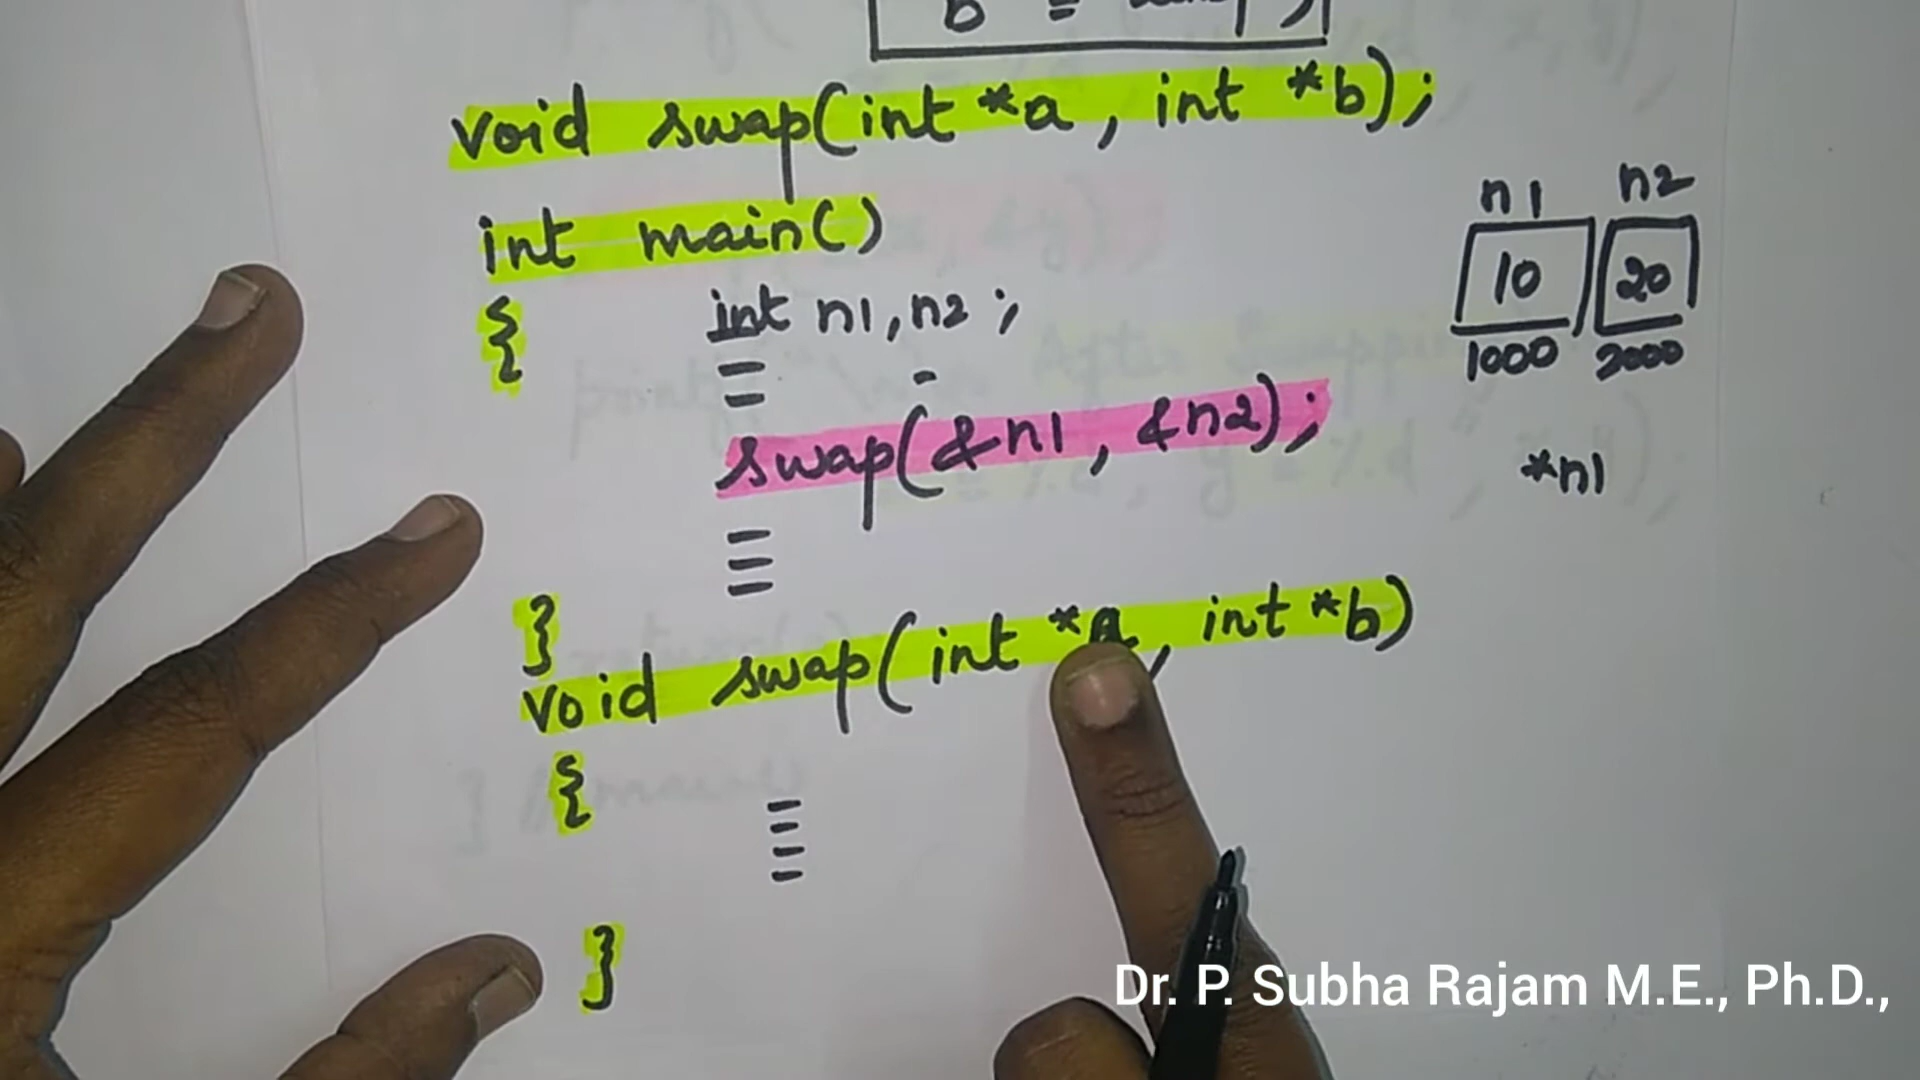 b =
void swap(int *a, int *b);
int main()
{ int n1, n2;
swap(&n1, &n2);
}
void swap(int *a, int *b)
{
}
n1 n2
10 20
1000 2000
*n1
Dr. P. Subha Rajam M.E., Ph.D.,